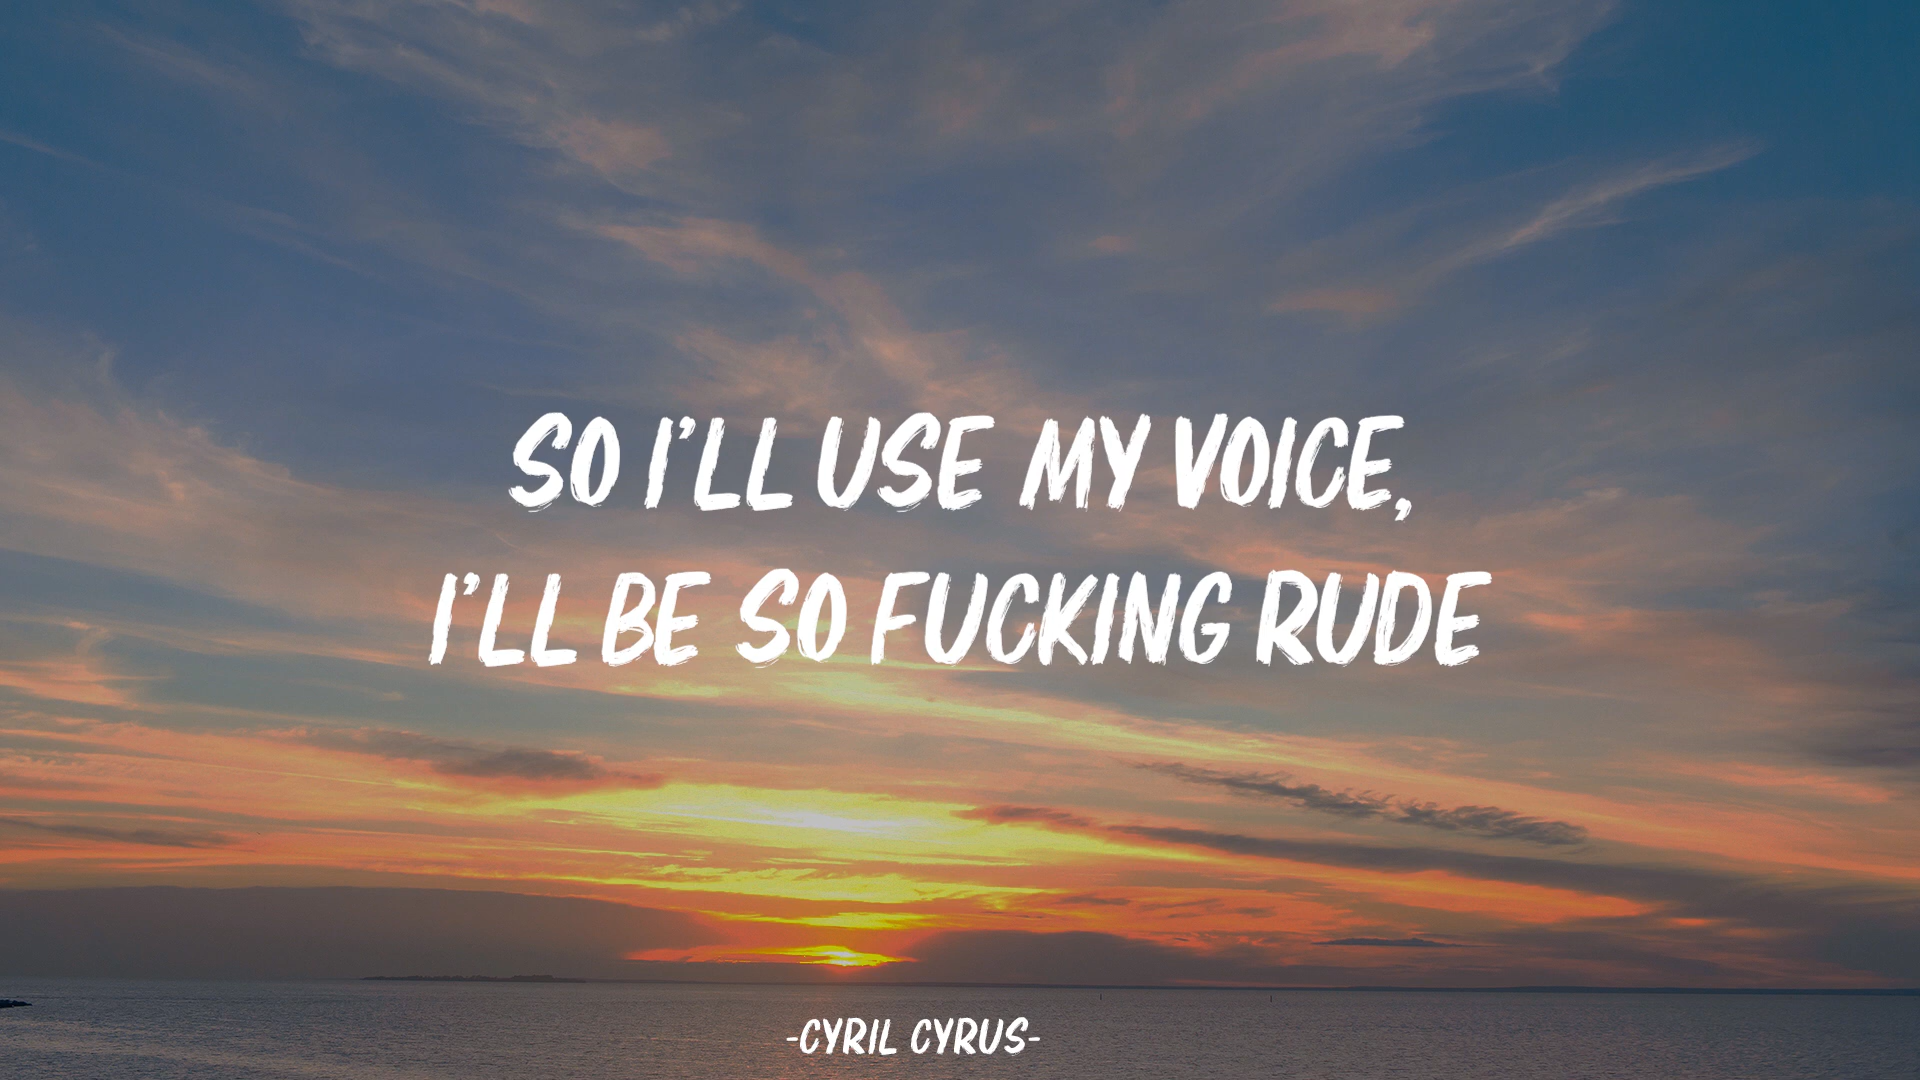 SO I'LL USE MY VOICE,
I'LL BE SO FUCKING RUDE
-CYRIL CYRUS-